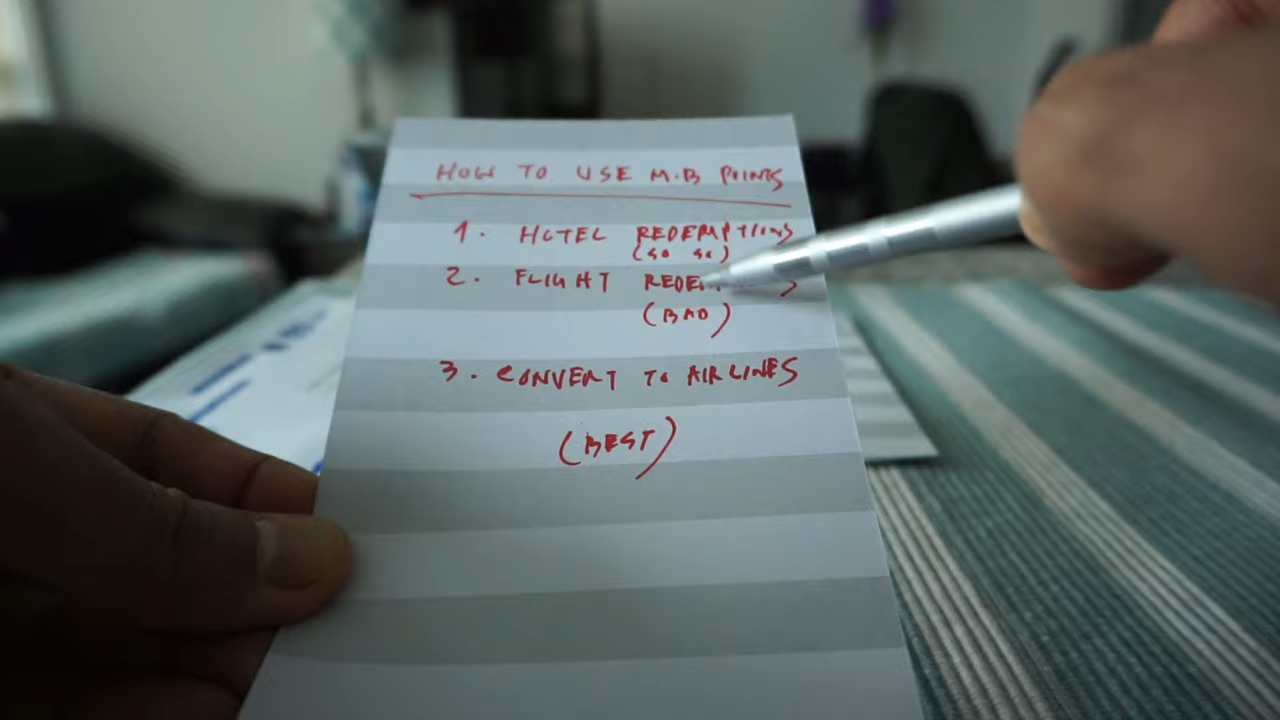 HOW TO USE M.B POINTS
1. HOTEL REDEMPTIONS
(SO SO)
2. FLIGHT
(BAD)
3. CONVERT TO AIRLINES
(BEST)